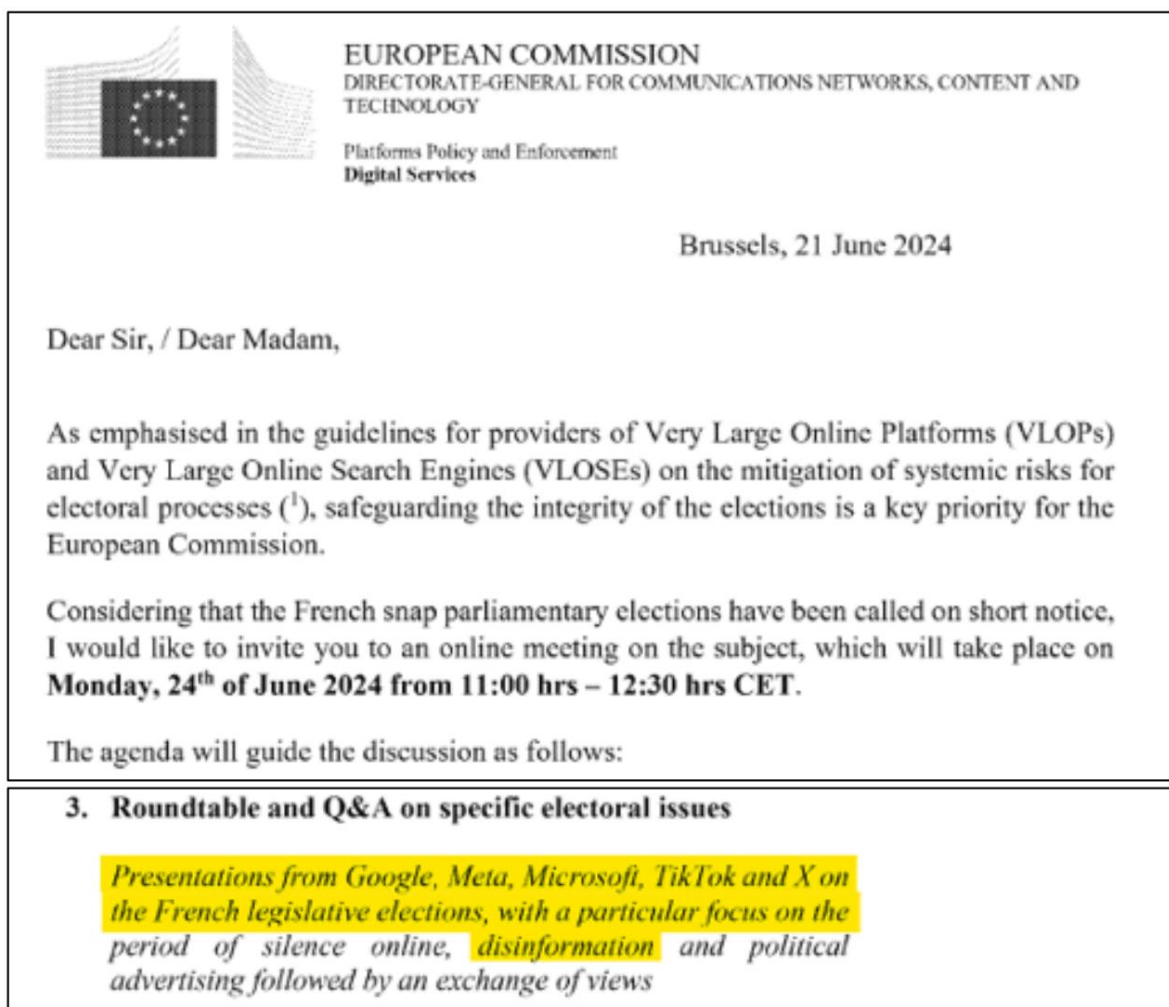 EUROPEAN COMMISSION
DIRECTORATE-GENERAL FOR COMMUNICATIONS NETWORKS, CONTENT AND
TECHNOLOGY
Platforms Policy and Enforcement
Digital Services
Brussels, 21 June 2024
Dear Sir, / Dear Madam,
As emphasised in the guidelines for providers of Very Large Online Platforms (VLOPs)
and Very Large Online Search Engines (VLOSEs) on the mitigation of systemic risks for
electoral processes (¹), safeguarding the integrity of the elections is a key priority for the
European Commission.
Considering that the French snap parliamentary elections have been called on short notice,
I would like to invite you to an online meeting on the subject, which will take place on
Monday, 24th of June 2024 from 11:00 hrs – 12:30 hrs CET.
The agenda will guide the discussion as follows:
3. Roundtable and Q&A on specific electoral issues
Presentations from Google, Meta, Microsoft, TikTok and X on
the French legislative elections, with a particular focus on the
period of silence online, disinformation and political
advertising followed by an exchange of views